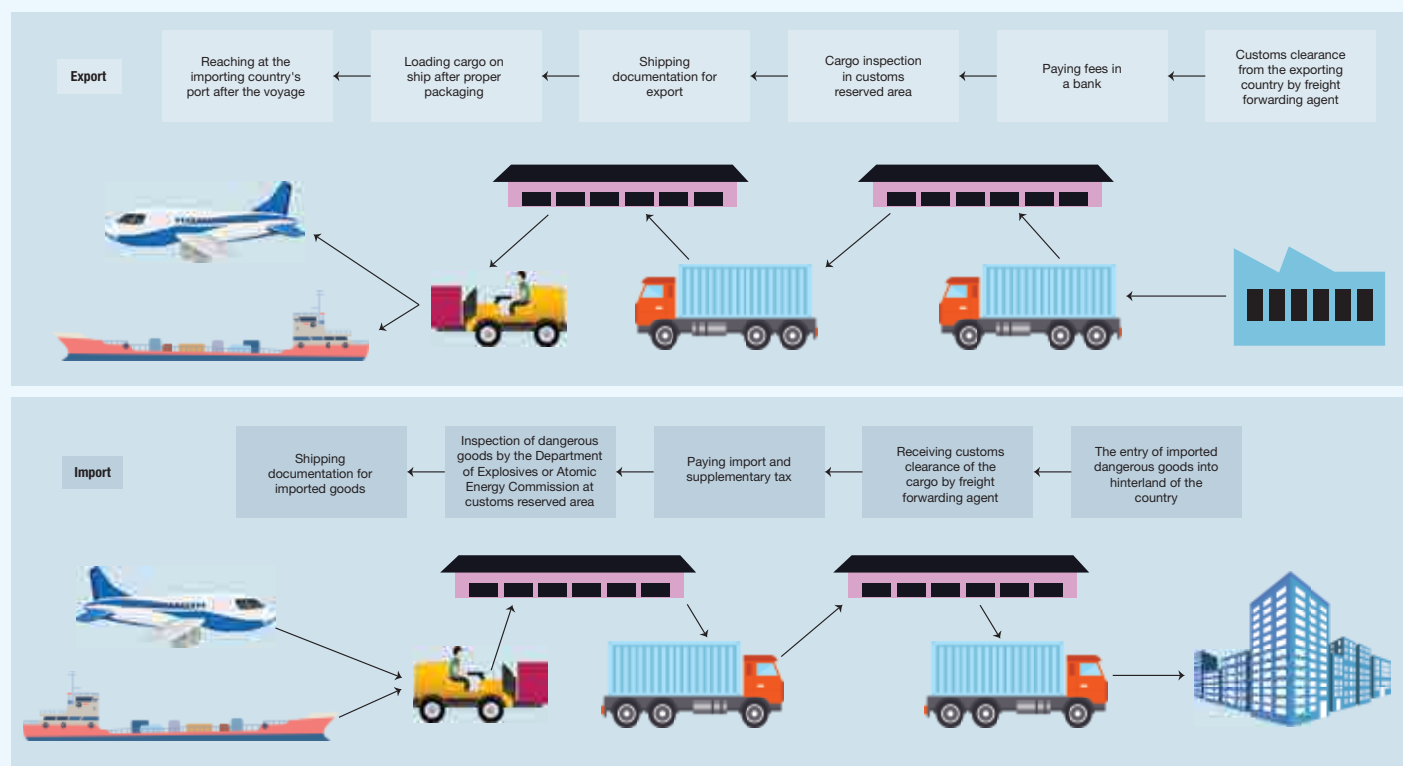 Export
Reaching at the
importing country's
port after the voyage
Loading cargo on
ship after proper
packaging
Shipping
documentation for
export
Cargo inspection
in customs
reserved area
Paying fees in
a bank
Customs clearance
from the exporting
country by freight
forwarding agent
Import
Shipping
documentation for
imported goods
Inspection of dangerous
goods by the Department
of Explosives or Atomic
Energy Commission at
customs reserved area
Paying import and
supplementary tax
Receiving customs
clearance of the
cargo by freight
forwarding agent
The entry of imported
dangerous goods into
hinterland of the
country